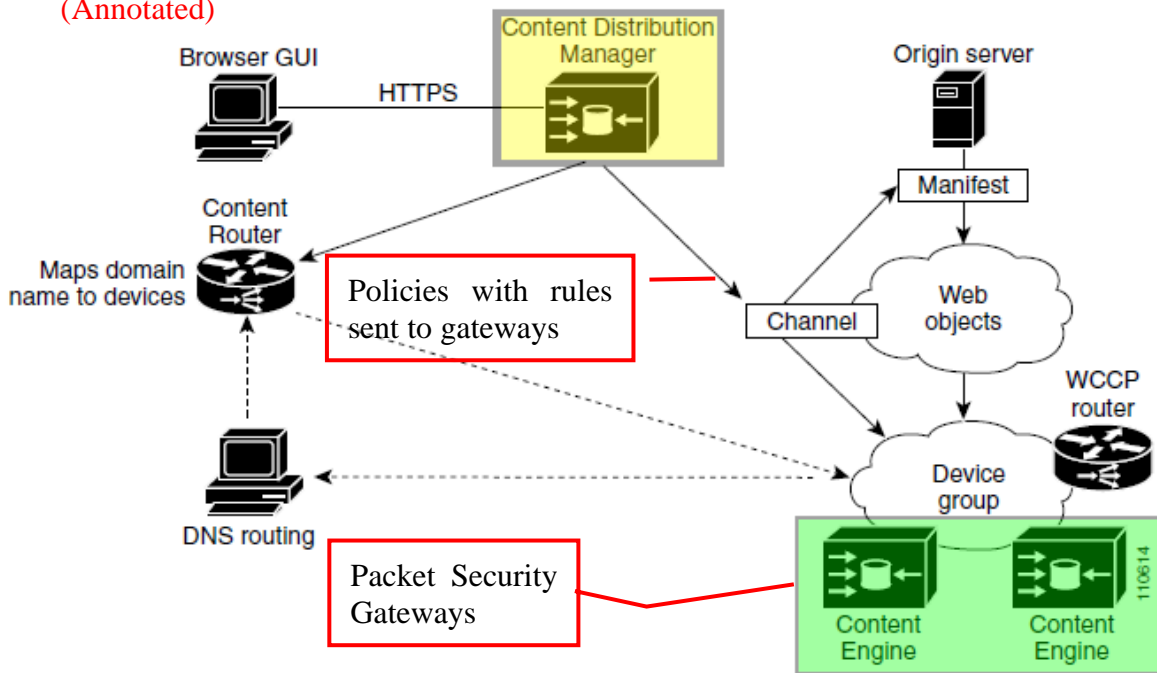 (Annotated)
Content Distribution
Manager
Browser GUI
Origin server
HTTPS
Manifest
Content
Router
Maps domain
name to devices
Policies with rules
sent to gateways
Web
objects
Channel
WCCP
router
Device
group
DNS routing
Packet Security
Gateways
110614
Content
Engine
Content
Engine